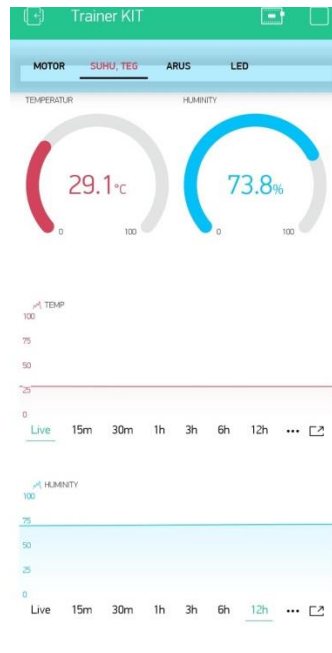 Trainer KIT
MOTOR SUHU, TEG ARUS LED
TEMPERATUR HUMINITY
29.1°C 73.8%
0 100 0 100
TEMP
100
75
50
25
0
Live 15m 30m 1h 3h 6h 12h ...
HUMINITY
100
75
50
25
0
Live 15m 30m 1h 3h 6h 12h ...